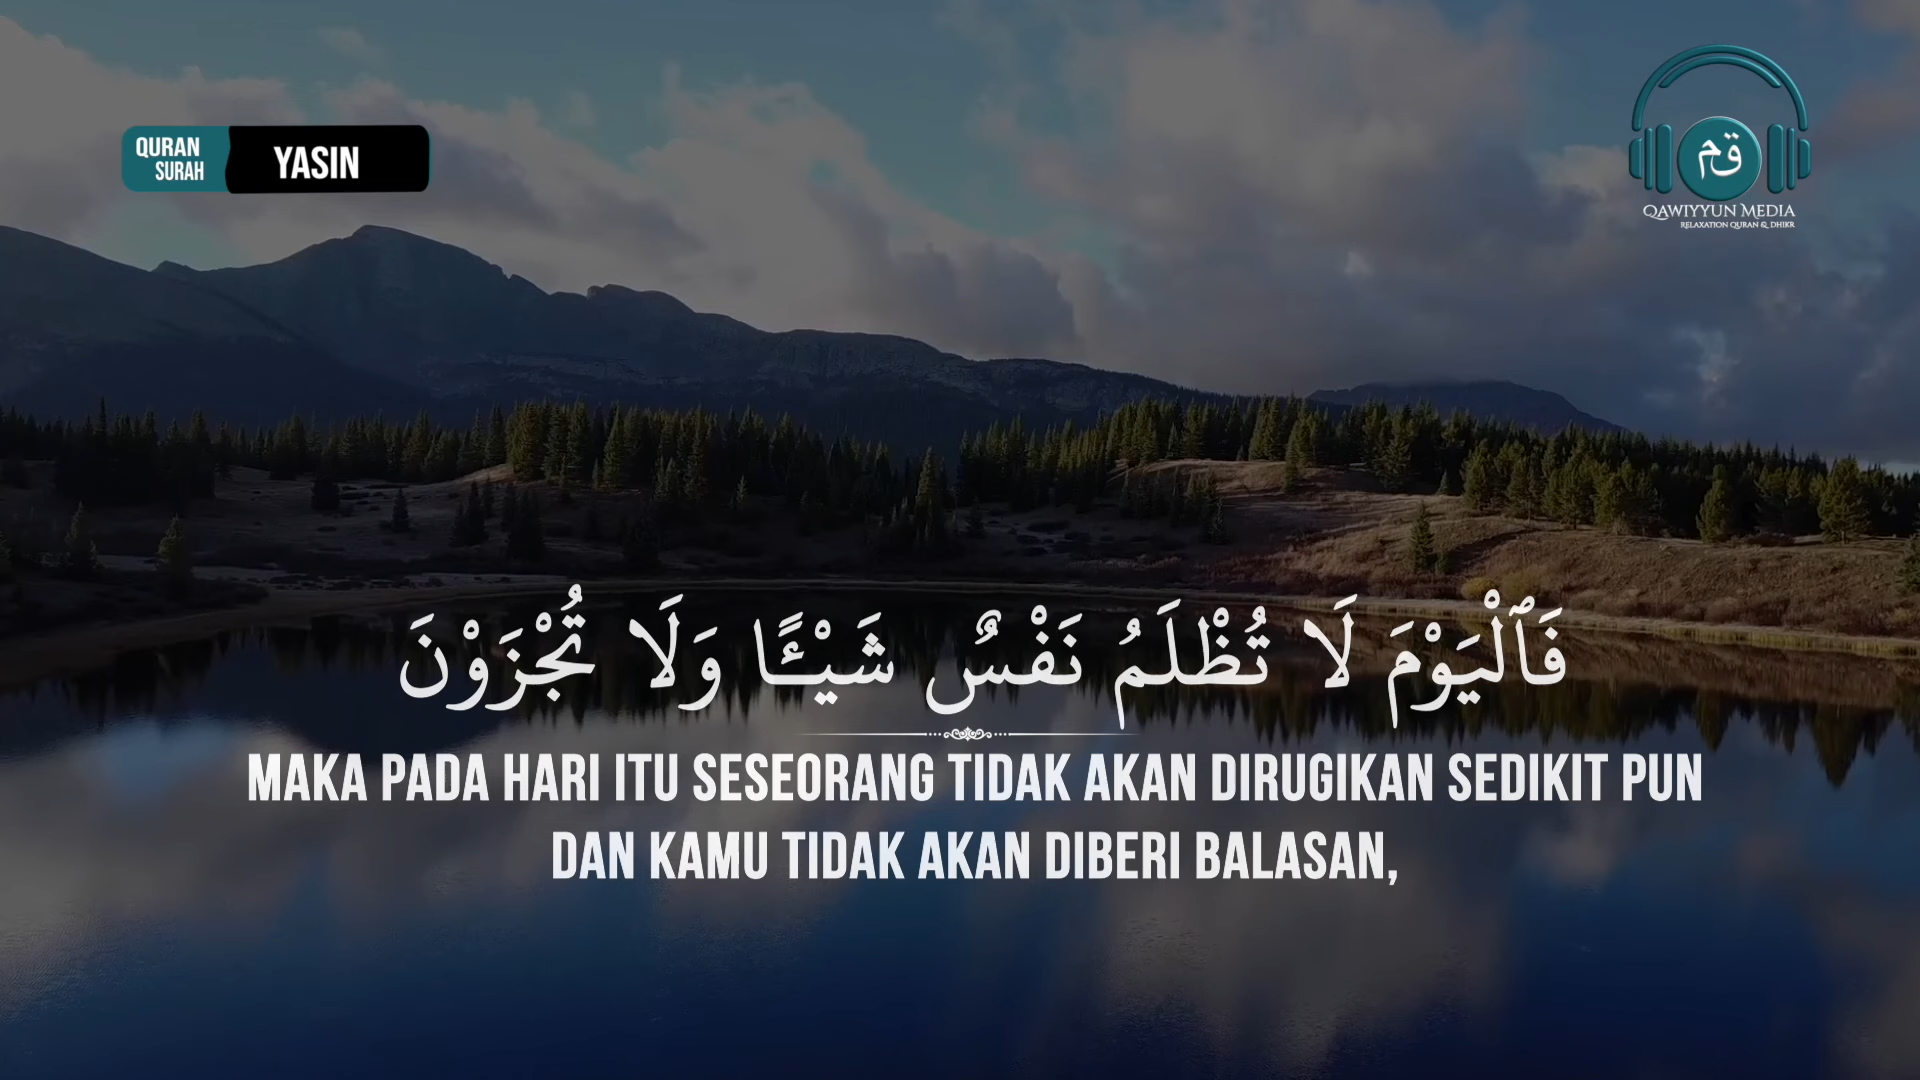 QURAN
SURAH
YASIN
قم
QAWIYYUN MEDIA
RELAXATION QURAN & DHIKR
فَٱلْيَوْمَ لَا تُظْلَمُ نَفْسٌ شَيْـًٔا وَلَا تُجْزَوْنَ
MAKA PADA HARI ITU SESEORANG TIDAK AKAN DIRUGIKAN SEDIKIT PUN
DAN KAMU TIDAK AKAN DIBERI BALASAN,